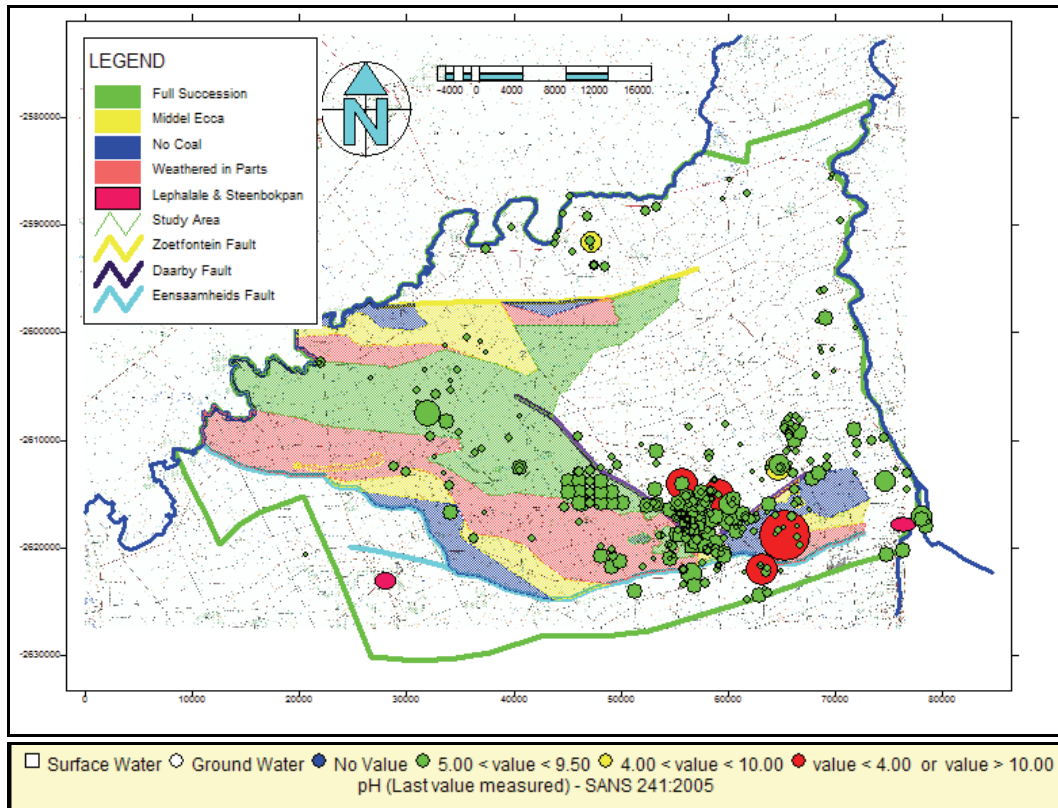 LEGEND
Full Succession
Middel Ecca
No Coal
Weathered in Parts
Lephalale & Steenbokpan
Study Area
Zoetfontein Fault
Daarby Fault
Eensaamheids Fault
N
-4000 0 4000 8000 12000 16000
-2580000
-2590000
-2600000
-2610000
-2620000
-2630000
0 10000 20000 30000 40000 50000 60000 70000 80000
Surface Water Ground Water No Value 5.00 < value < 9.50 4.00 < value < 10.00 value < 4.00 or value > 10.00
pH (Last value measured) - SANS 241:2005